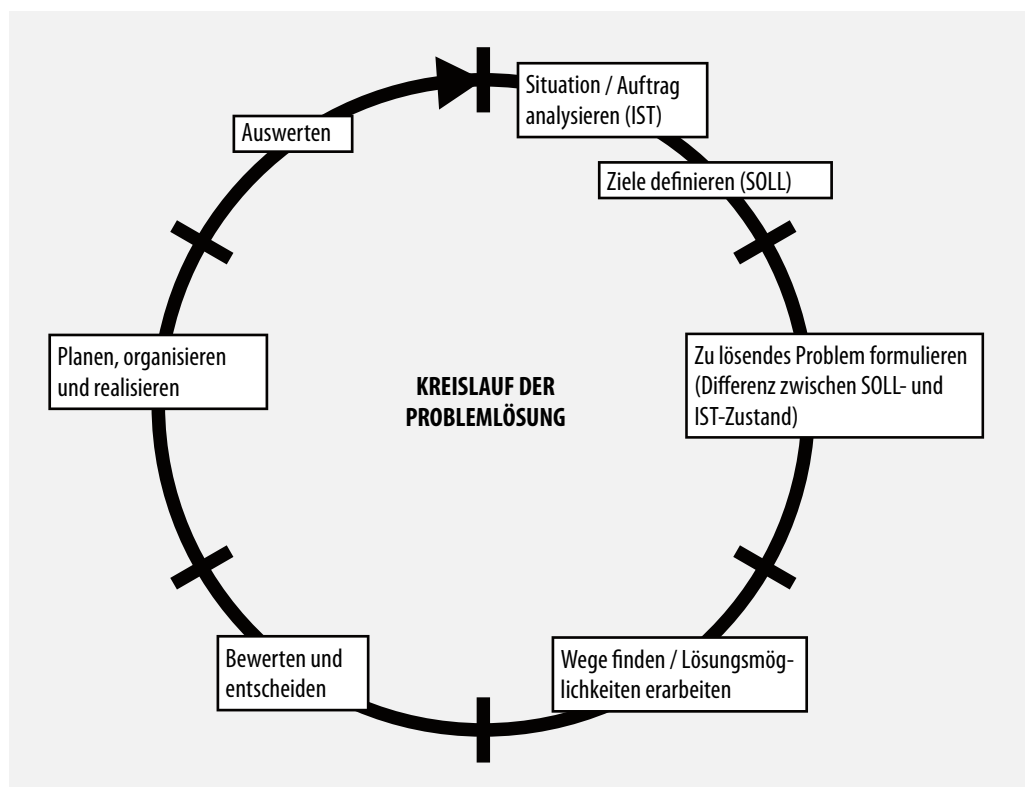 Situation / Auftrag
analysieren (IST)
Ziele definieren (SOLL)
Zu lösendes Problem formulieren
(Differenz zwischen SOLL- und
IST-Zustand)
Wege finden / Lösungsmög-
lichkeiten erarbeiten
Bewerten und
entscheiden
Planen, organisieren
und realisieren
Auswerten
KREISLAUF DER
PROBLEMLÖSUNG